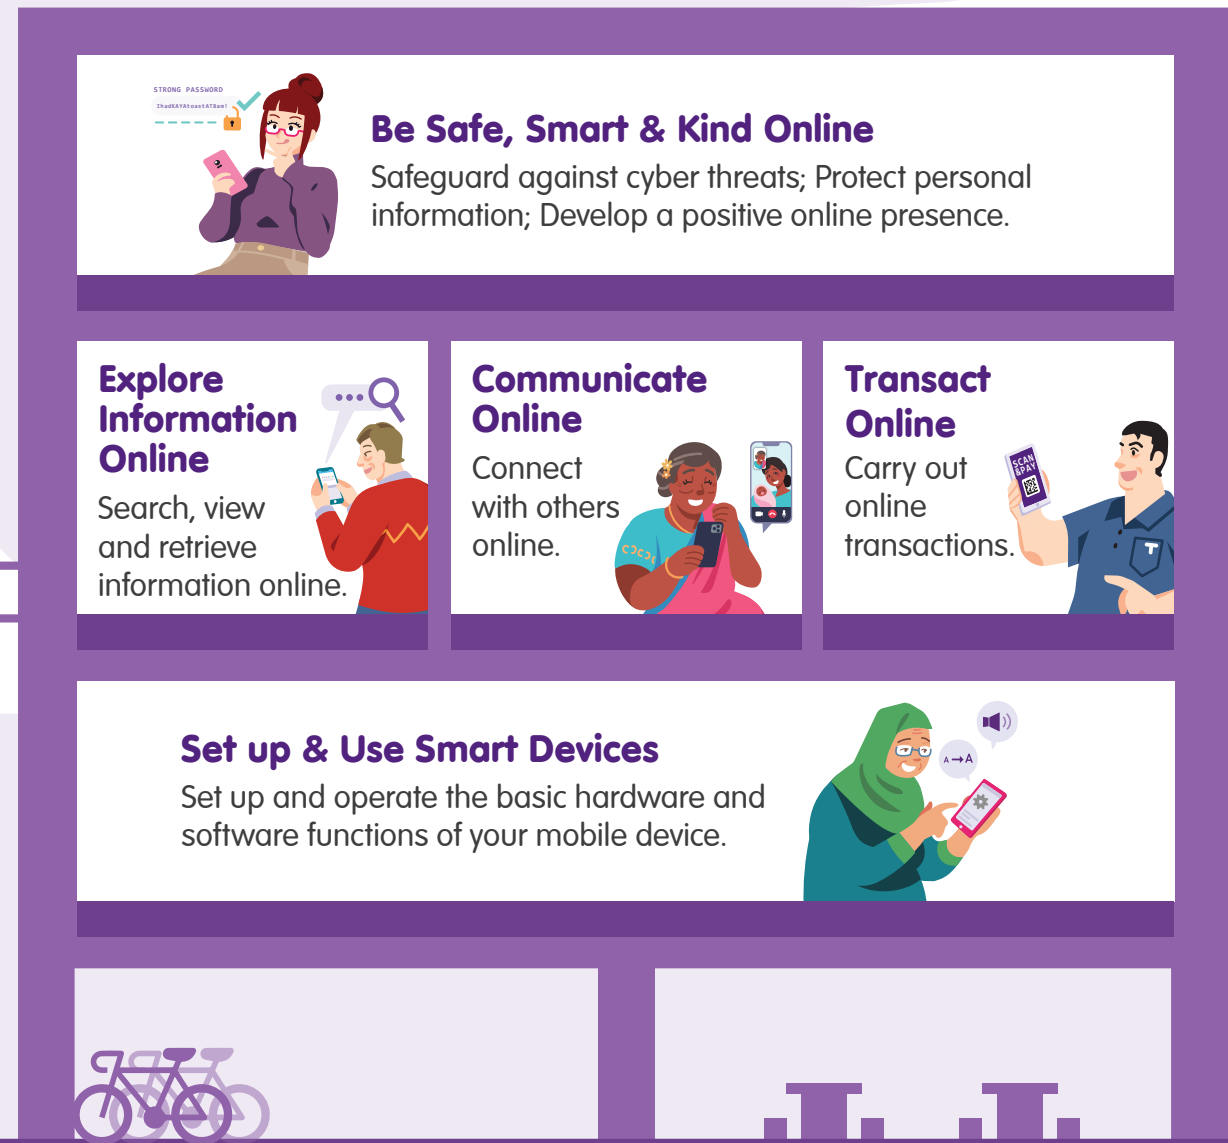 STRONG PASSWORD
IhadKAYAtoastAT8am!
Be Safe, Smart & Kind Online
Safeguard against cyber threats; Protect personal
information; Develop a positive online presence.
Explore
Information
Online
Search, view
and retrieve
information online.
Communicate
Online
Connect
with others
online.
Transact
Online
Carry out
online
transactions.
SCAN
&PAY
T
Set up & Use Smart Devices
Set up and operate the basic hardware and
software functions of your mobile device.
A→A